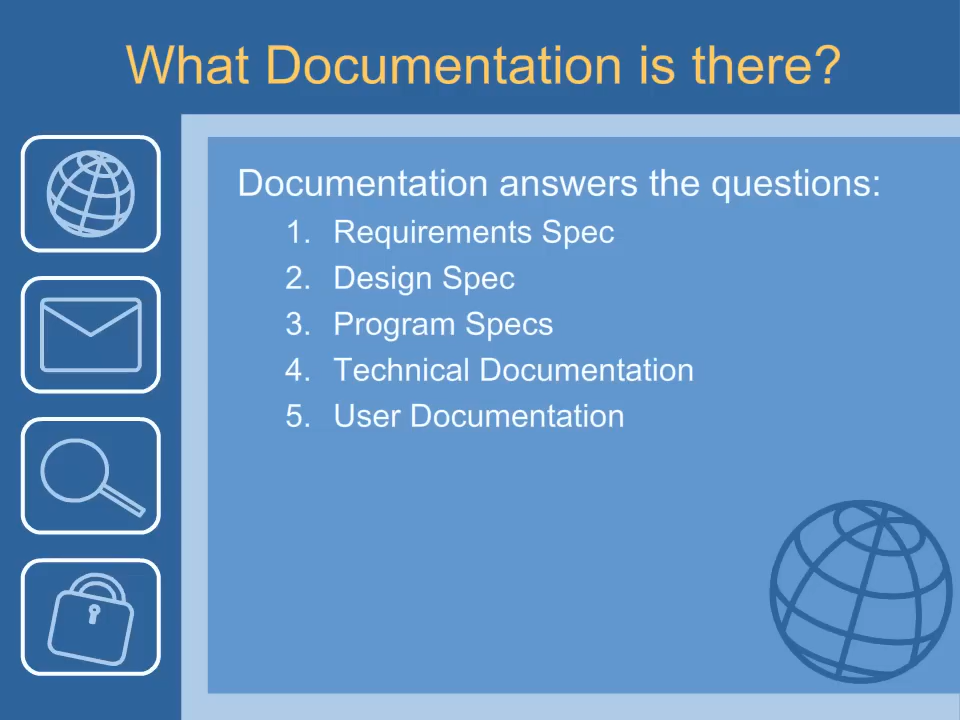 What Documentation is there?
Documentation answers the questions:
1. Requirements Spec
2. Design Spec
3. Program Specs
4. Technical Documentation
5. User Documentation